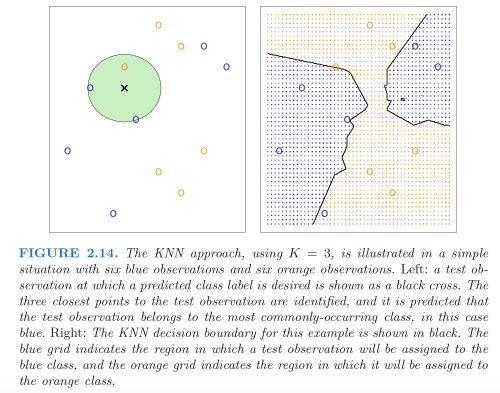 FIGURE 2.14. The KNN approach, using K = 3, is illustrated in a simple
situation with six blue observations and six orange observations. Left: a test ob-
servation at which a predicted class label is desired is shown as a black cross. The
three closest points to the test observation are identified, and it is predicted that
the test observation belongs to the most commonly-occurring class, in this case
blue. Right: The KNN decision boundary for this example is shown in black. The
blue grid indicates the region in which a test observation will be assigned to the
blue class, and the orange grid indicates the region in which it will be assigned to
the orange class.